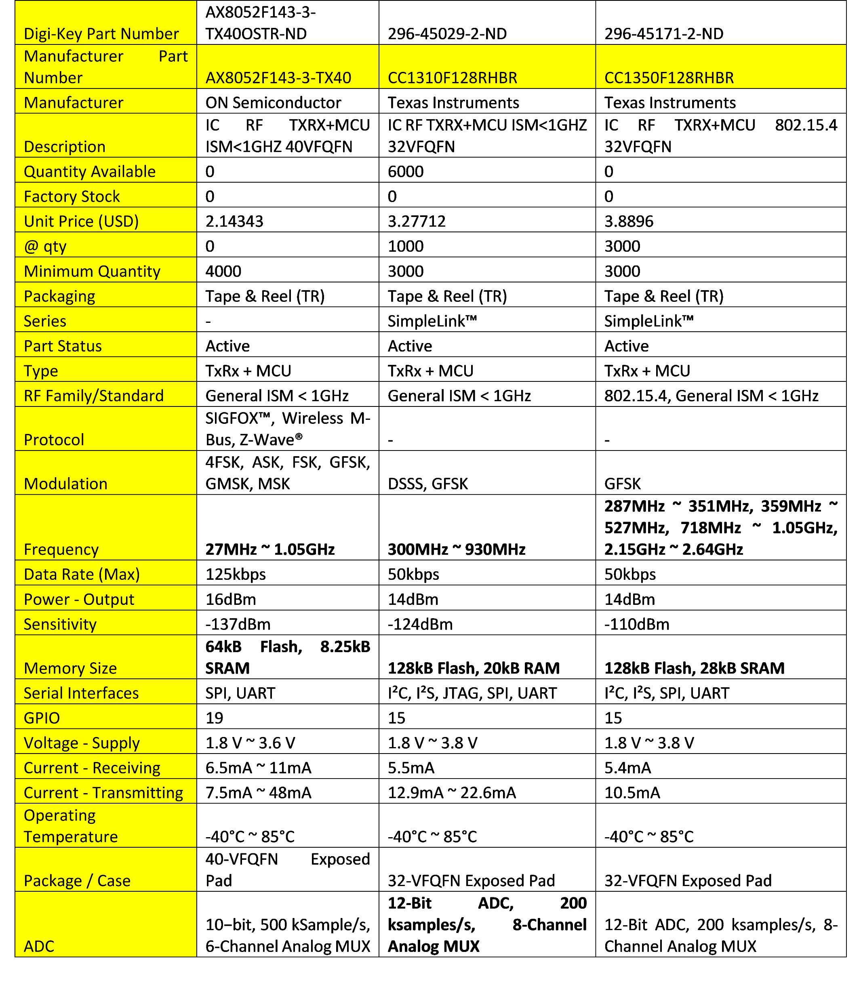 Digi-Key Part Number AX8052F143-3-
TX40OSTR-ND 296-45029-2-ND 296-45171-2-ND
Manufacturer Part
Number AX8052F143-3-TX40 CC1310F128RHBR CC1350F128RHBR
Manufacturer ON Semiconductor Texas Instruments Texas Instruments
Description IC RF TXRX+MCU
ISM<1GHZ 40VFQFN IC RF TXRX+MCU ISM<1GHZ
32VFQFN IC RF TXRX+MCU 802.15.4
32VFQFN
Quantity Available 0 6000 0
Factory Stock 0 0 0
Unit Price (USD) 2.14343 3.27712 3.8896
@ qty 0 1000 3000
Minimum Quantity 4000 3000 3000
Packaging Tape & Reel (TR) Tape & Reel (TR) Tape & Reel (TR)
Series - SimpleLink™ SimpleLink™
Part Status Active Active Active
Type TxRx + MCU TxRx + MCU TxRx + MCU
RF Family/Standard General ISM < 1GHz General ISM < 1GHz 802.15.4, General ISM < 1GHz
Protocol SIGFOX™, Wireless M-
Bus, Z-Wave® - -
Modulation 4FSK, ASK, FSK, GFSK,
GMSK, MSK DSSS, GFSK GFSK
Frequency 27MHz ~ 1.05GHz 300MHz ~ 930MHz 287MHz ~ 351MHz, 359MHz ~
527MHz, 718MHz ~ 1.05GHz,
2.15GHz ~ 2.64GHz
Data Rate (Max) 125kbps 50kbps 50kbps
Power - Output 16dBm 14dBm 14dBm
Sensitivity -137dBm -124dBm -110dBm
Memory Size 64kB Flash, 8.25kB
SRAM 128kB Flash, 20kB RAM 128kB Flash, 28kB SRAM
Serial Interfaces SPI, UART I²C, I²S, JTAG, SPI, UART I²C, I²S, SPI, UART
GPIO 19 15 15
Voltage - Supply 1.8 V ~ 3.6 V 1.8 V ~ 3.8 V 1.8 V ~ 3.8 V
Current - Receiving 6.5mA ~ 11mA 5.5mA 5.4mA
Current - Transmitting 7.5mA ~ 48mA 12.9mA ~ 22.6mA 10.5mA
Operating
Temperature -40°C ~ 85°C -40°C ~ 85°C -40°C ~ 85°C
Package / Case 40-VFQFN Exposed
Pad 32-VFQFN Exposed Pad 32-VFQFN Exposed Pad
ADC 10–bit, 500 kSample/s,
6-Channel Analog MUX 12-Bit ADC, 200
ksamples/s, 8-Channel
Analog MUX 12-Bit ADC, 200 ksamples/s, 8-
Channel Analog MUX